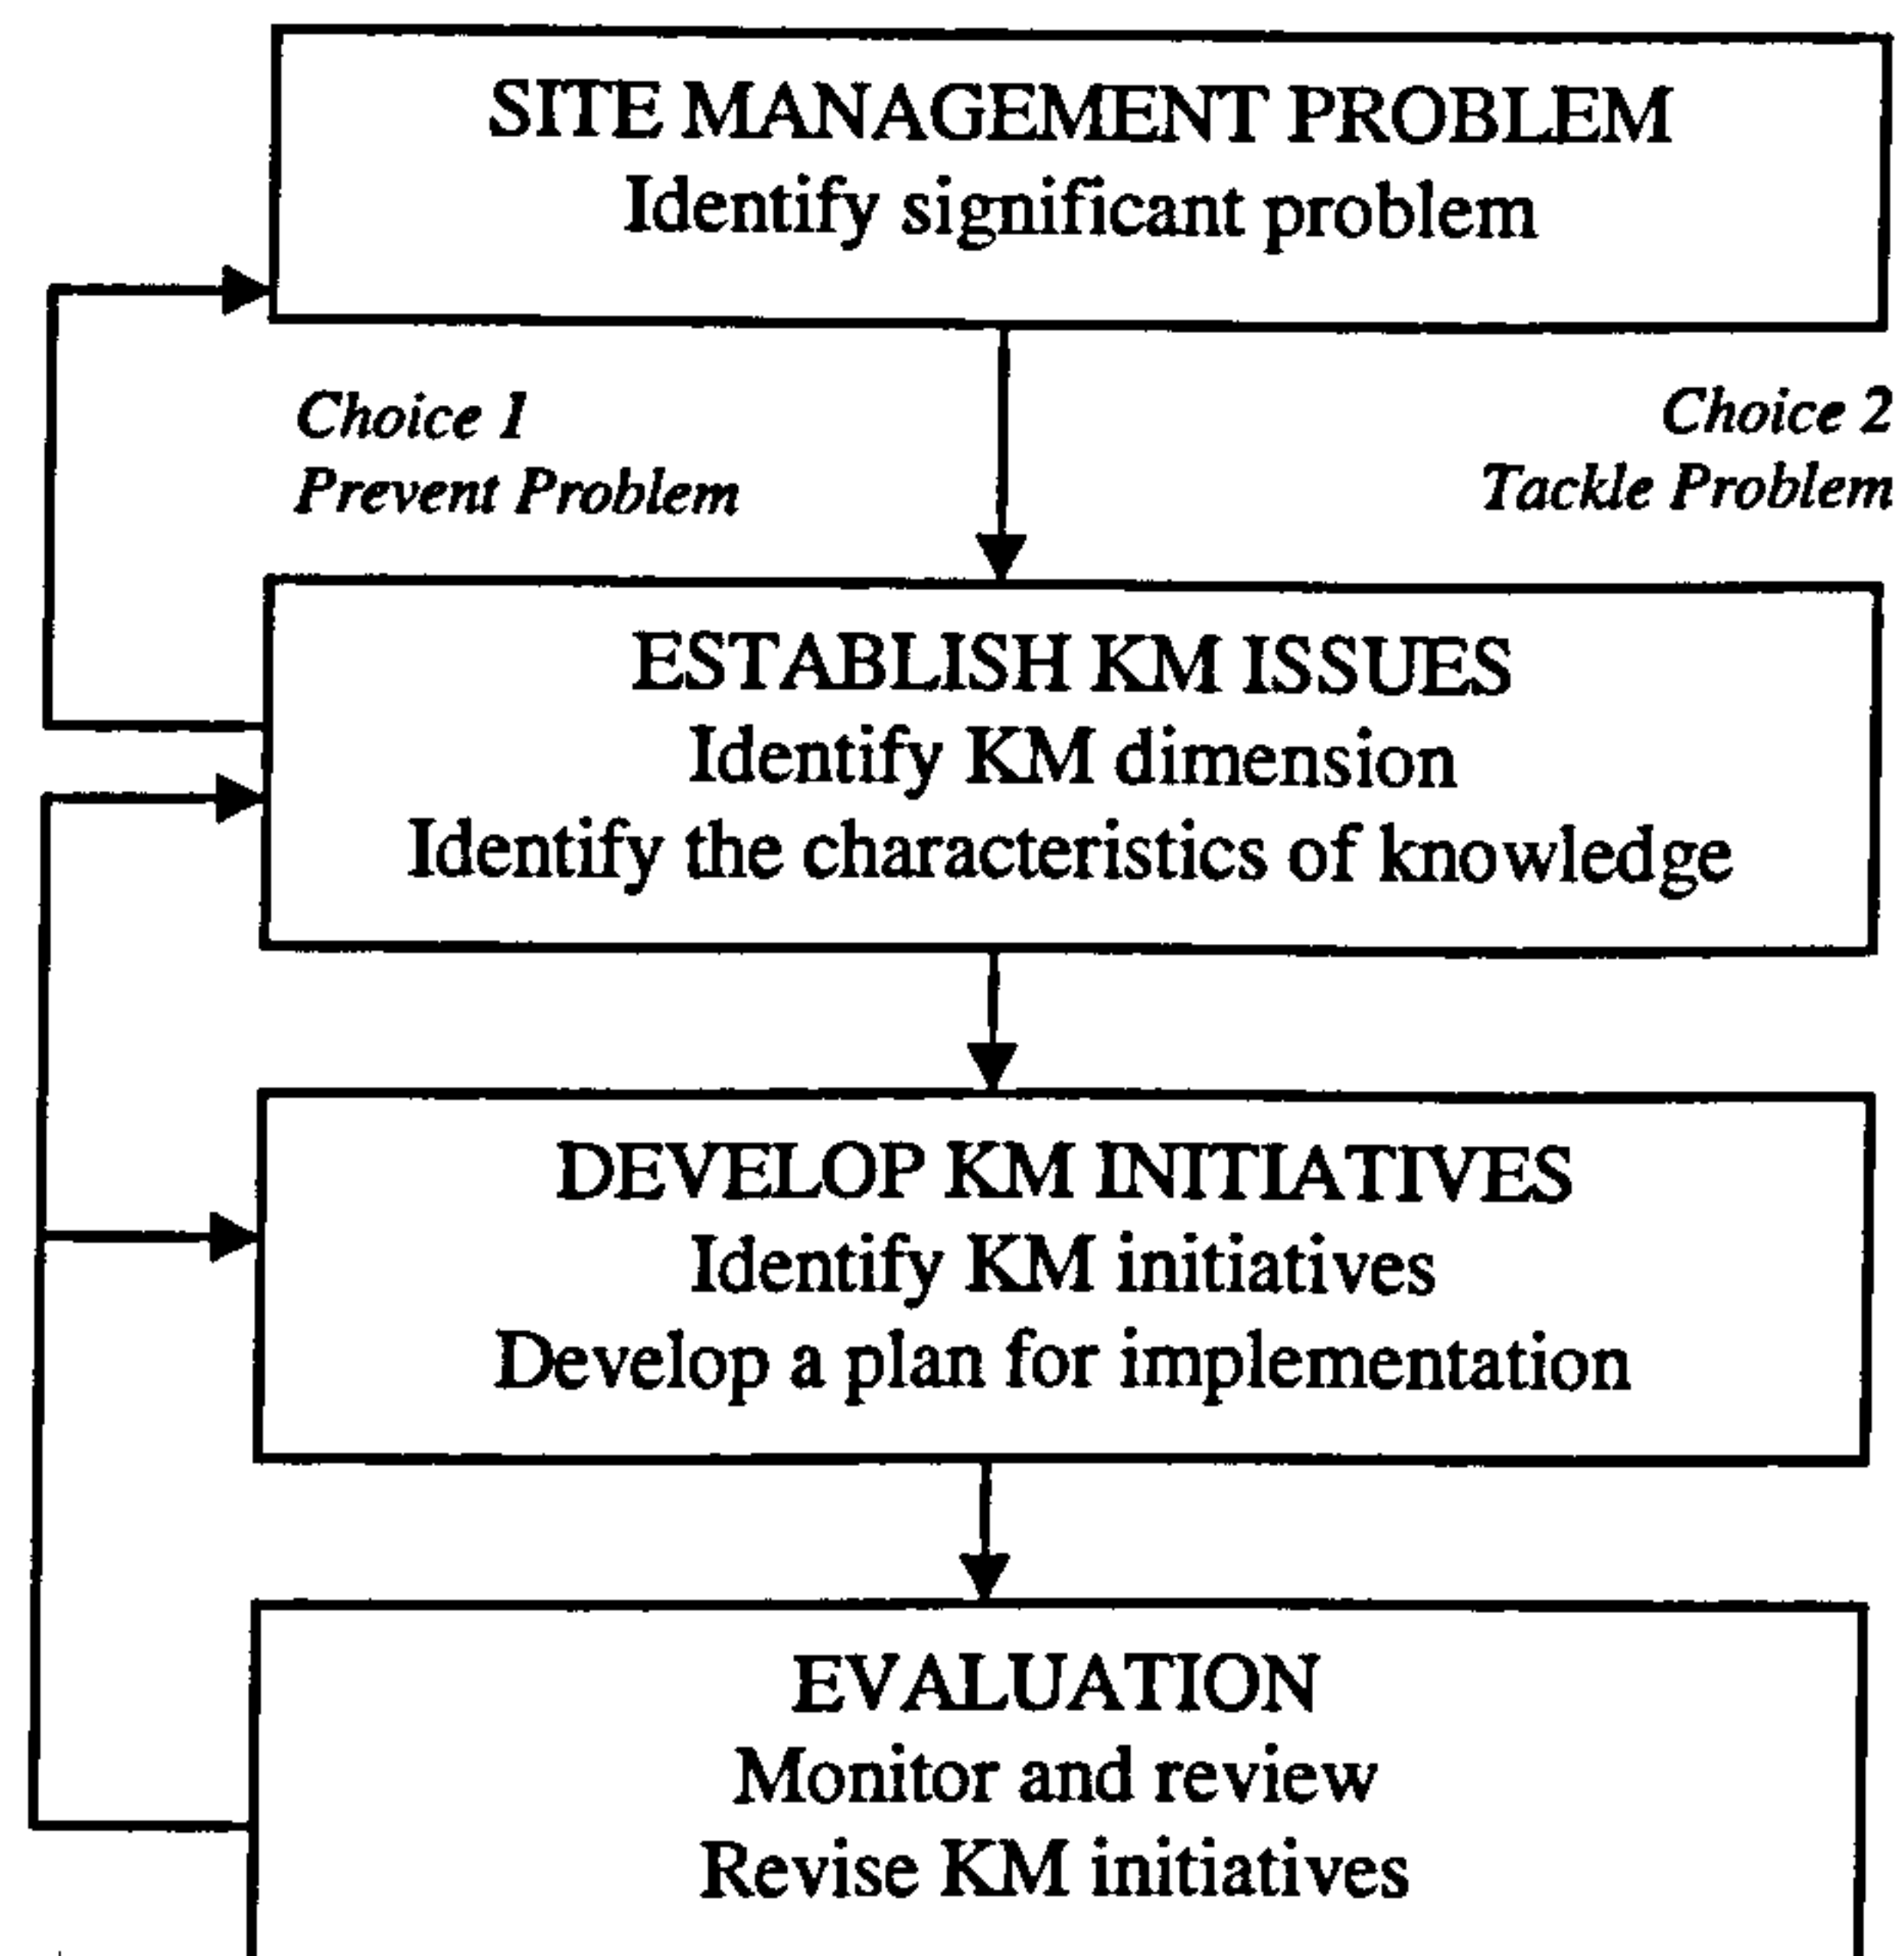 SITE MANAGEMENT PROBLEM
Identify significant problem
Choice 1
Prevent Problem
Choice 2
Tackle Problem
ESTABLISH KM ISSUES
Identify KM dimension
Identify the characteristics of knowledge
DEVELOP KM INITIATIVES
Identify KM initiatives
Develop a plan for implementation
EVALUATION
Monitor and review
Revise KM initiatives